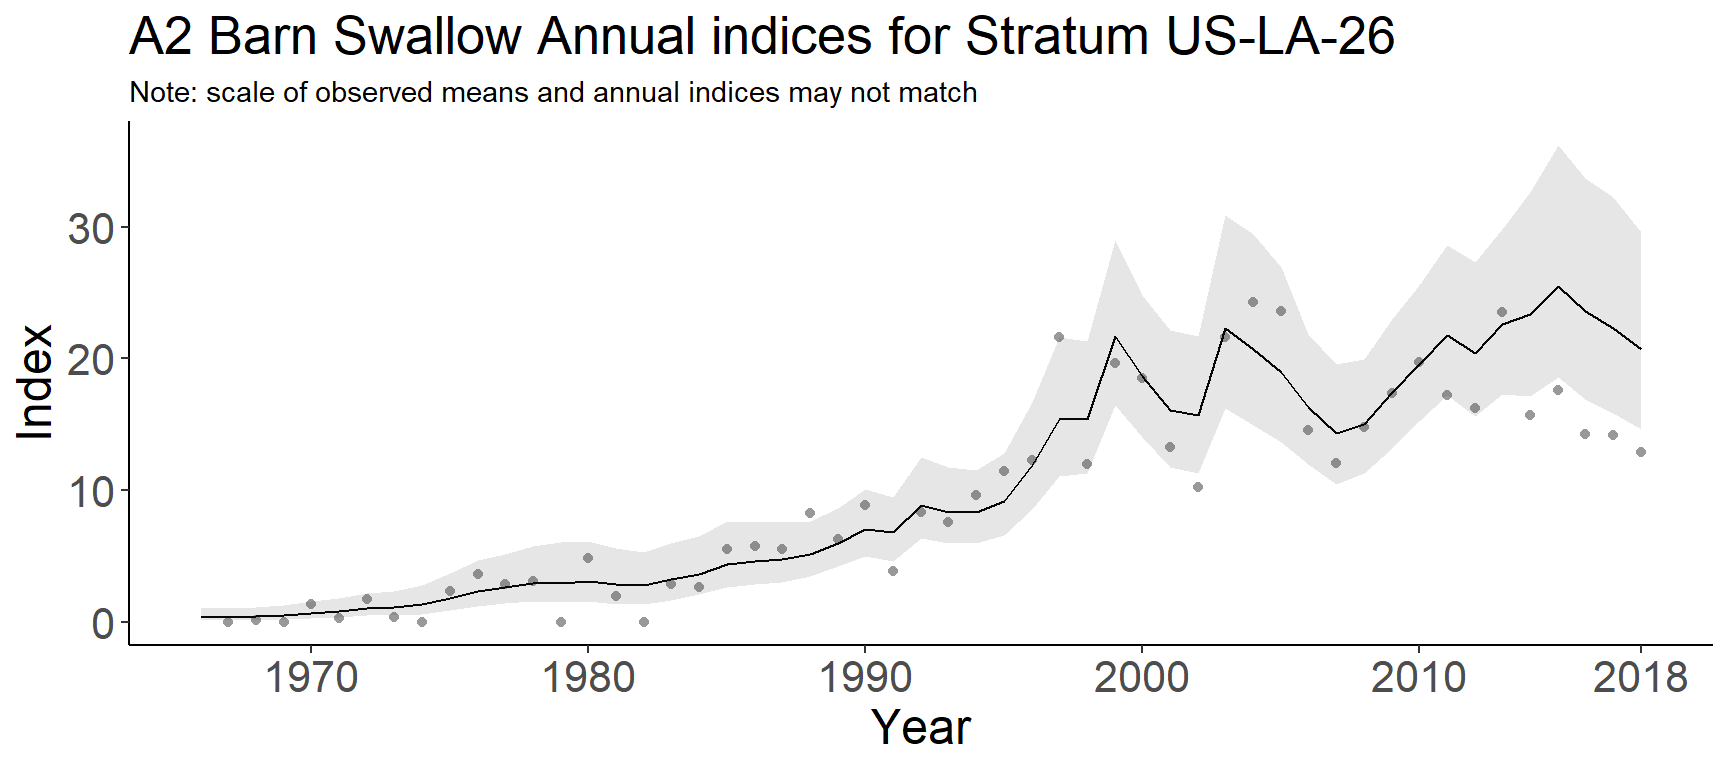 A2 Barn Swallow Annual indices for Stratum US-LA-26
Note: scale of observed means and annual indices may not match
Index
30
20
10
0
1970 1980 1990 2000 2010 2018
Year